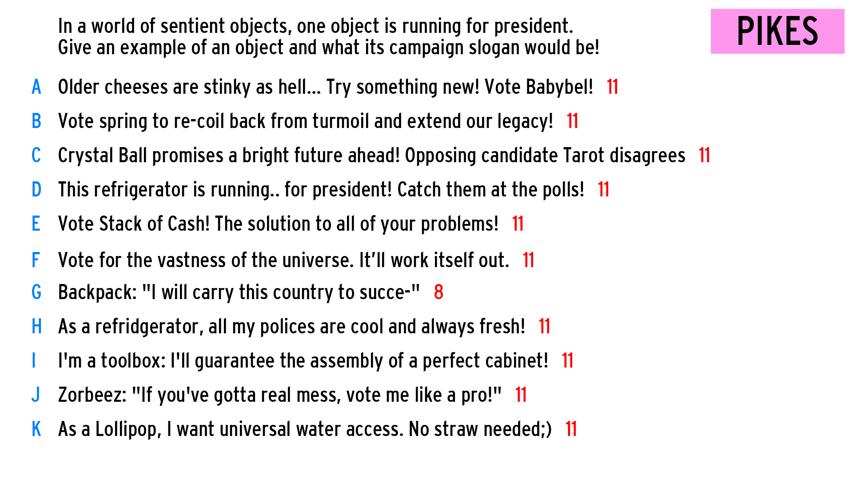 In a world of sentient objects, one object is running for president.
PIKES
Give an example of an object and what its campaign slogan would be!
A Older cheeses are stinky as hell... Try something new! Vote Babybel! 11
B Vote spring to re-coil back from turmoil and extend our legacy! 11
C Crystal Ball promises a bright future ahead! Opposing candidate Tarot disagrees 11
D This refrigerator is running.. for president! Catch them at the polls! 11
E Vote Stack of Cash! The solution to all of your problems! 11
F Vote for the vastness of the universe. It’ll work itself out. 11
G Backpack: "I will carry this country to succe-" 8
H As a refridgerator, all my polices are cool and always fresh! 11
I I'm a toolbox: I'll guarantee the assembly of a perfect cabinet! 11
J Zorbeez: "If you've gotta real mess, vote me like a pro!" 11
K As a Lollipop, I want universal water access. No straw needed;) 11